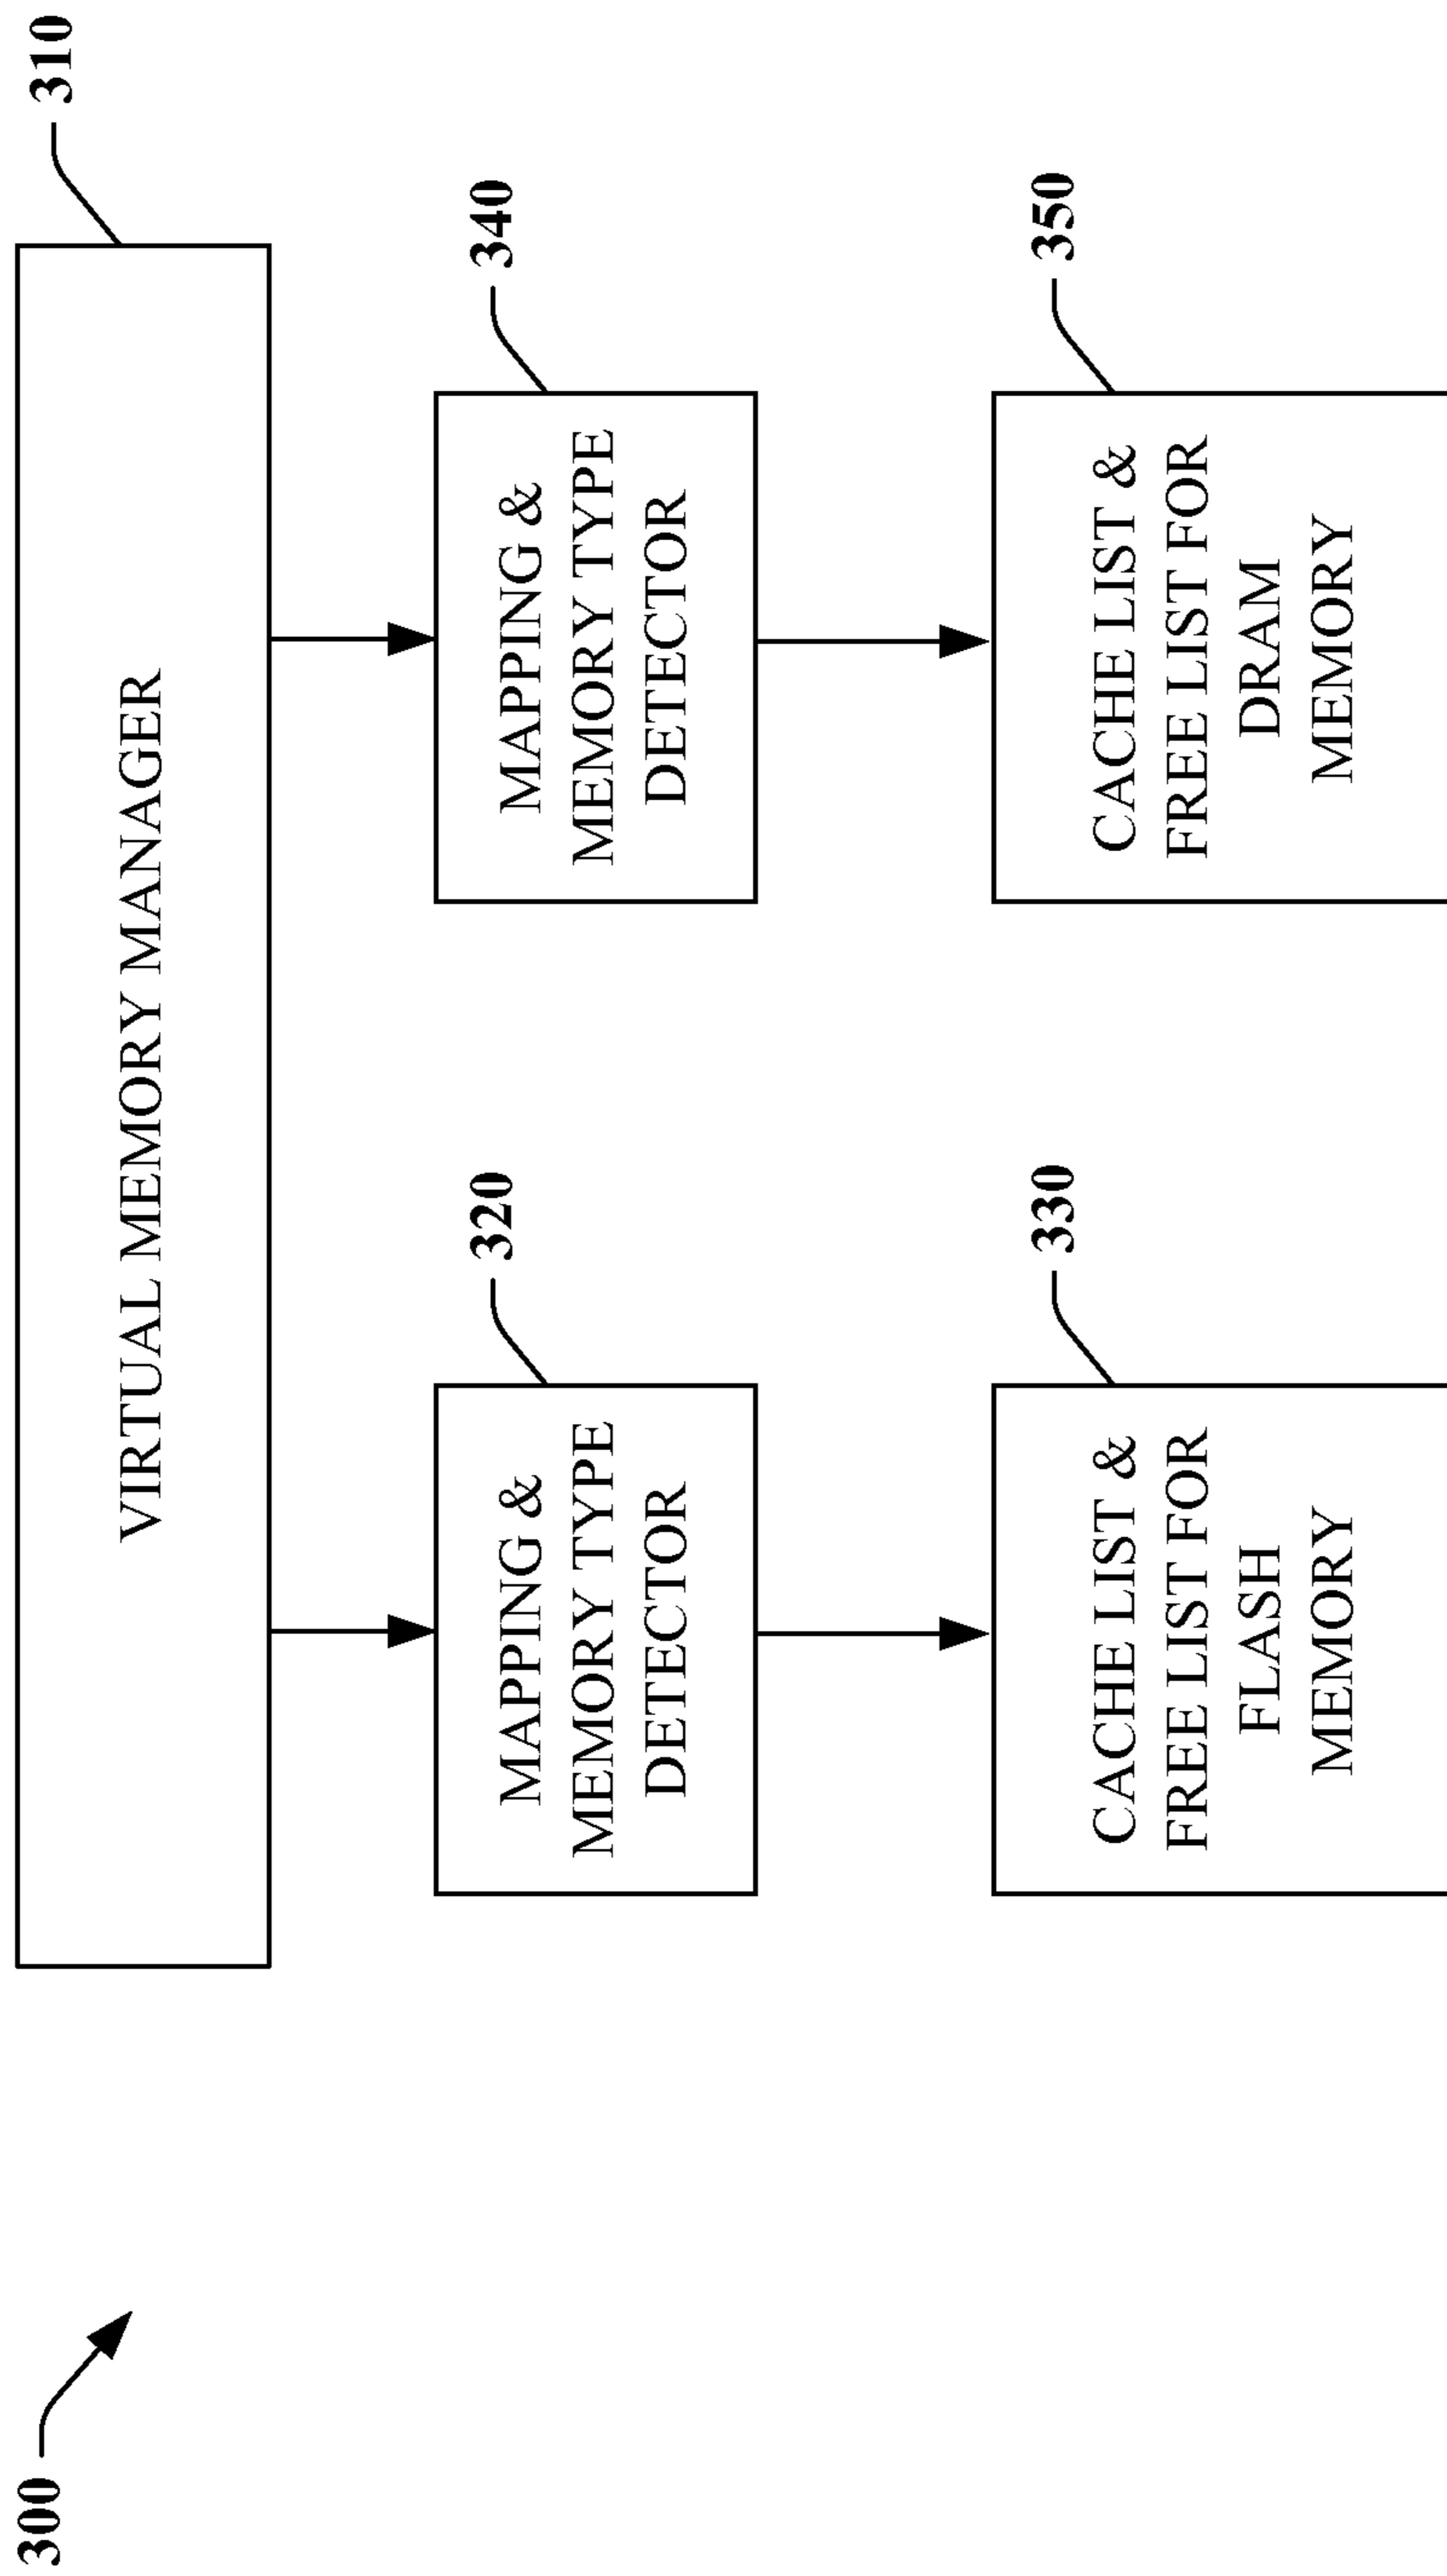 300
310
VIRTUAL MEMORY MANAGER
320
MAPPING &
MEMORY TYPE
DETECTOR
340
MAPPING &
MEMORY TYPE
DETECTOR
330
CACHE LIST &
FREE LIST FOR
FLASH
MEMORY
350
CACHE LIST &
FREE LIST FOR
DRAM
MEMORY